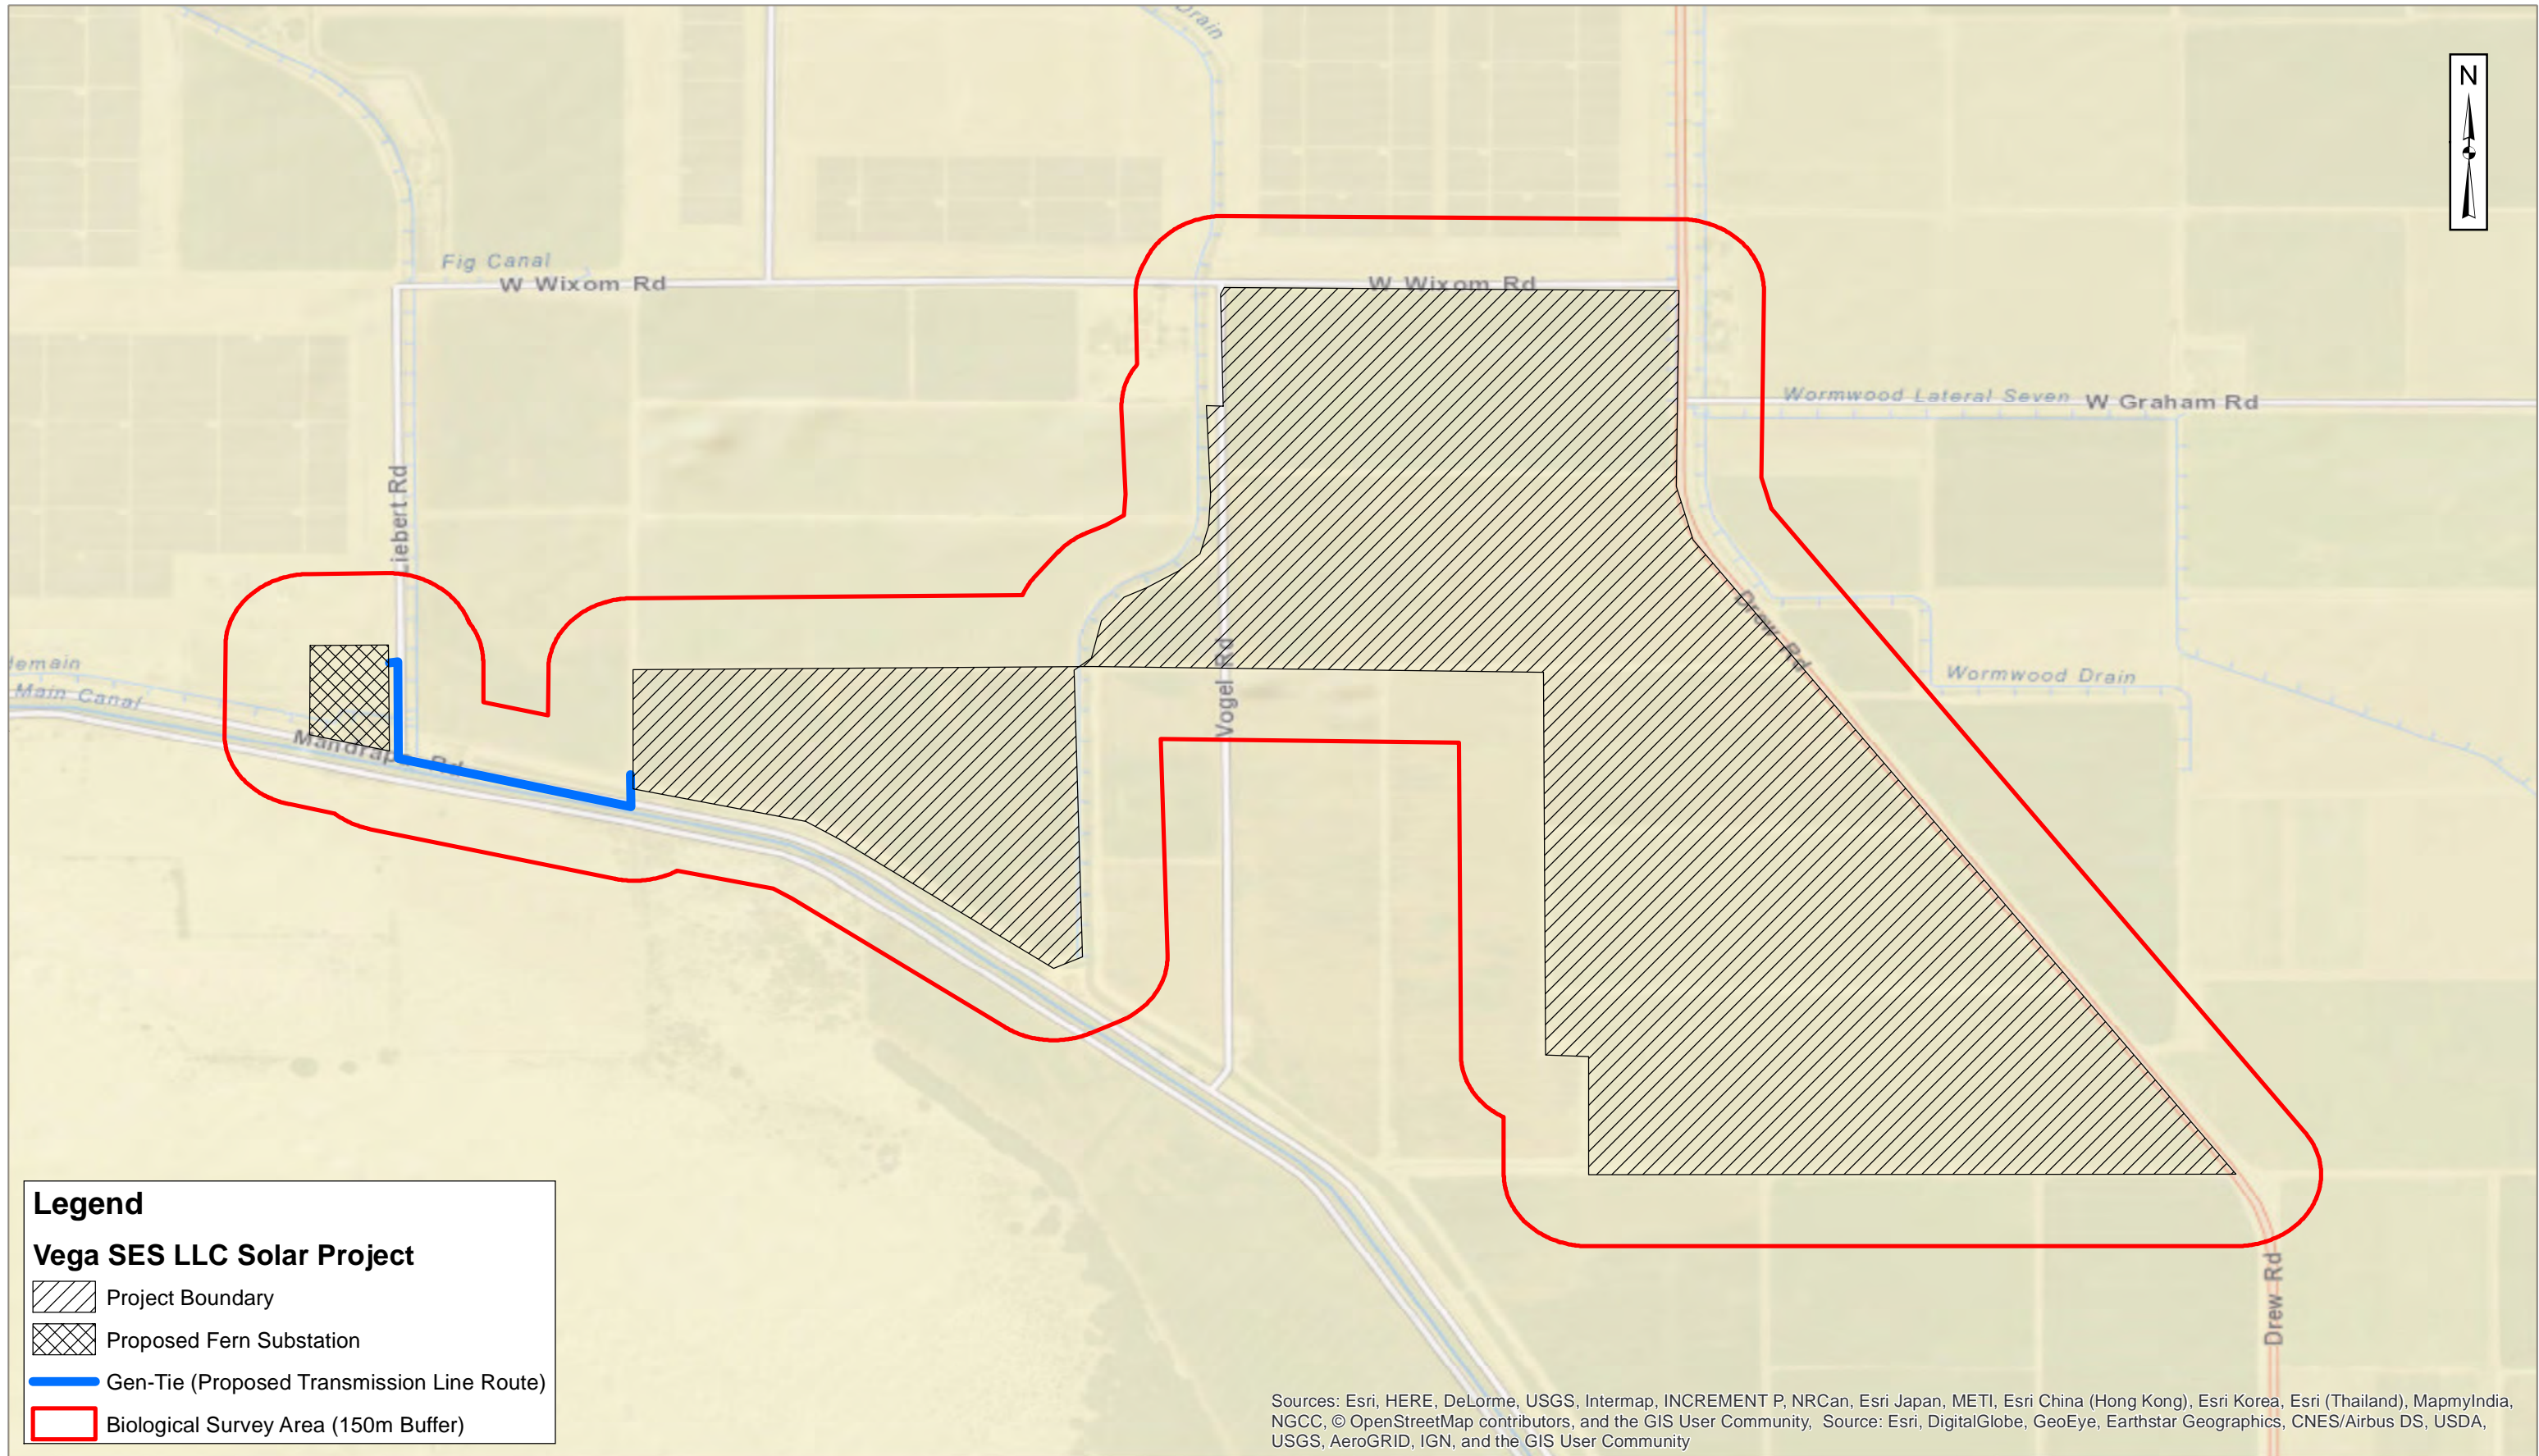 Drain
N
Fig Canal
W Wixom Rd
W Wixom Rd
Wormwood Lateral Seven
W Graham Rd
Liebert Rd
Drew Rd
Vogel Rd
Wormwood Drain
Main Canal
Rd
Drew Rd
Legend
Vega SES LLC Solar Project
Project Boundary
Proposed Fern Substation
Gen-Tie (Proposed Transmission Line Route)
Biological Survey Area (150m Buffer)
Sources: Esri, HERE, DeLorme, USGS, Intermap, INCREMENT P, NRCan, Esri Japan, METI, Esri China (Hong Kong), Esri Korea, Esri (Thailand), MapmyIndia,
NGCC, © OpenStreetMap contributors, and the GIS User Community, Source: Esri, DigitalGlobe, GeoEye, Earthstar Geographics, CNES/Airbus DS, USDA,
USGS, AeroGRID, IGN, and the GIS User Community